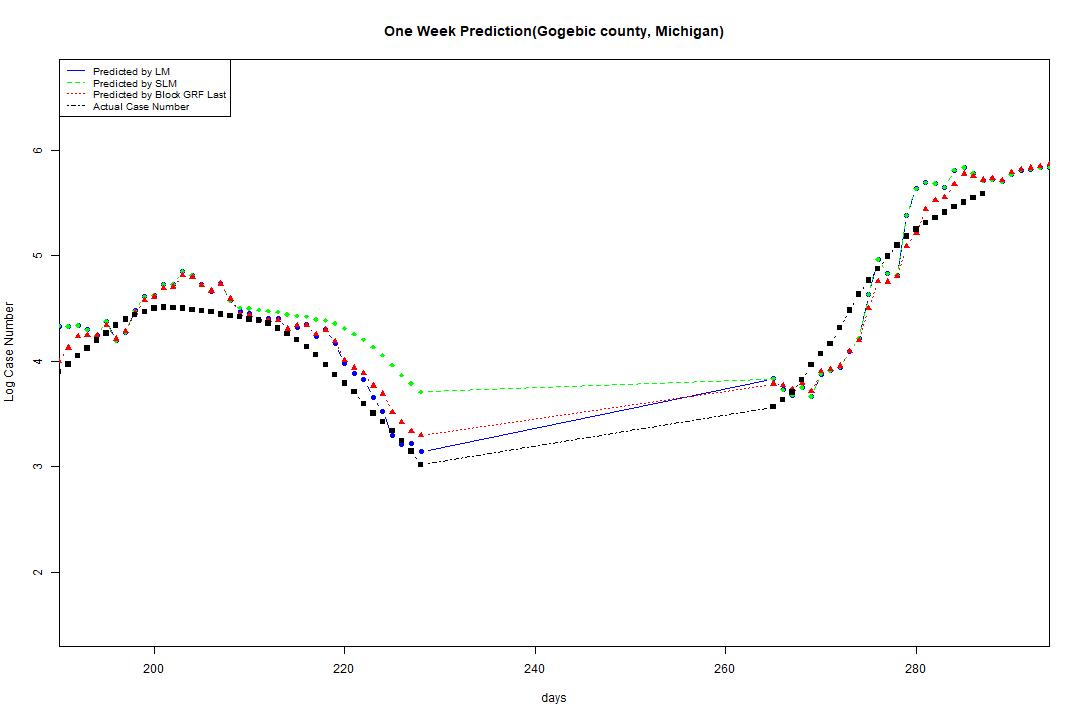 One Week Prediction(Gogebic county, Michigan)
Predicted by LM
Predicted by SLM
Predicted by Block GRF Last
Actual Case Number
Log Case Number
6
5
4
3
2
200 220 240 260 280
days